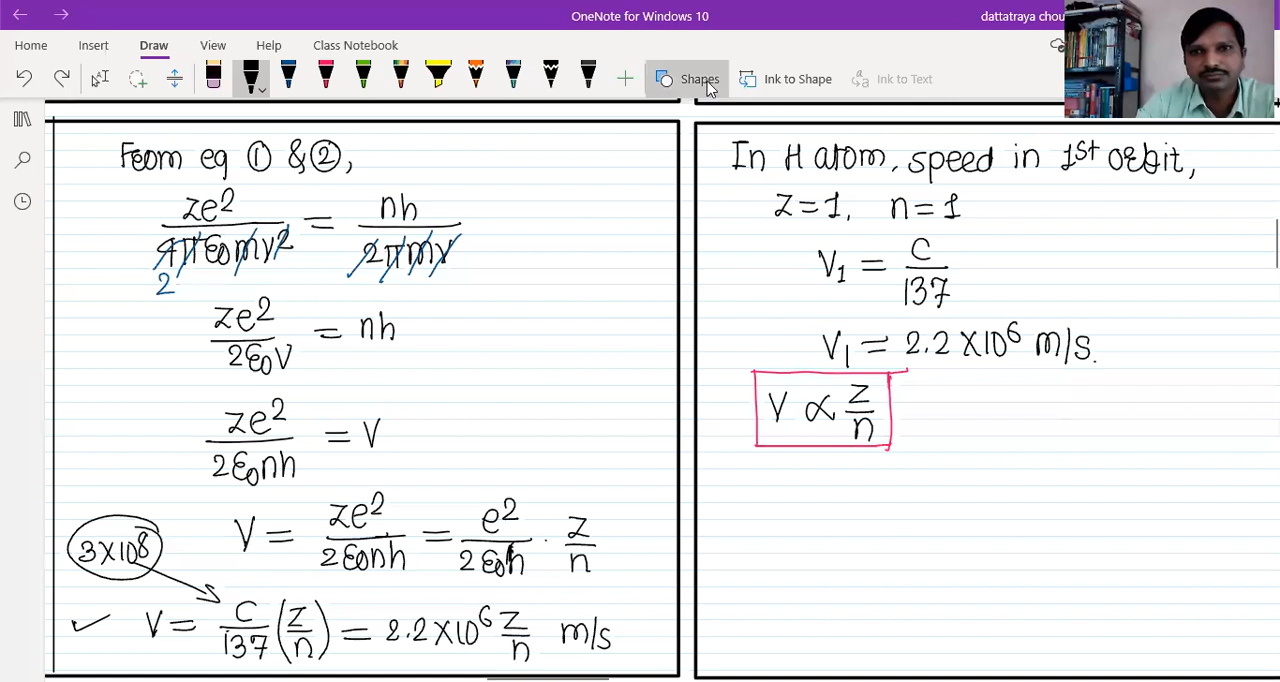 OneNote for Windows 10
dattatraya chou
Home Insert Draw View Help Class Notebook
Shapes Ink to Shape Ink to Text
From eq ① & ②,
ze²/4πε₀mv² = nh/2πmv
2
ze²/2ε₀v = nh
ze²/2ε₀nh = v
v = ze²/2ε₀nh = e²/2ε₀h · z/n
3×10⁸
v = c/137 (z/n) = 2.2×10⁶ z/n m/s
In H atom, speed in 1st orbit,
z=1, n=1
v₁ = c/137
v₁ = 2.2×10⁶ m/s.
v ∝ z/n